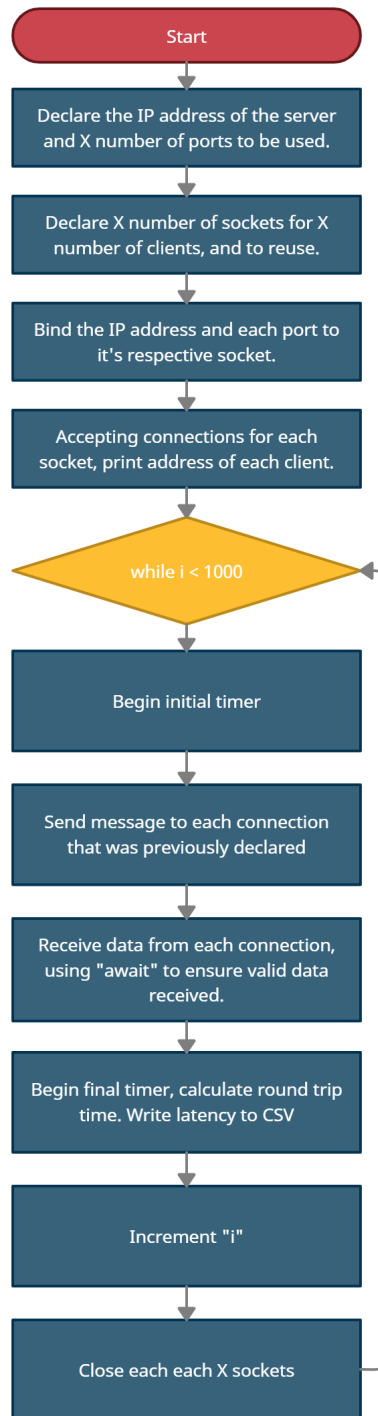 Start
Declare the IP address of the server
and X number of ports to be used.
Declare X number of sockets for X
number of clients, and to reuse.
Bind the IP address and each port to
it's respective socket.
Accepting connections for each
socket, print address of each client.
while i < 1000
Begin initial timer
Send message to each connection
that was previously declared
Receive data from each connection,
using "await" to ensure valid data
received.
Begin final timer, calculate round trip
time. Write latency to CSV
Increment "i"
Close each each X sockets